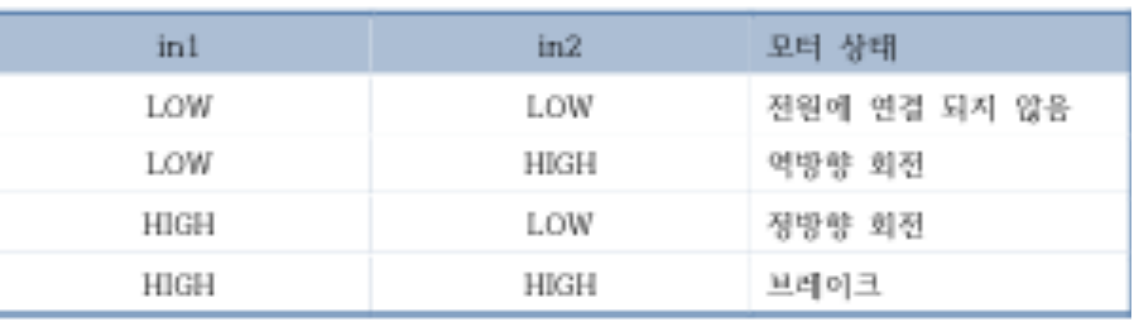 in1 in2 모터 상태
LOW LOW 전원에 연결 되지 않음
LOW HIGH 역방향 회전
HIGH LOW 정방향 회전
HIGH HIGH 브레이크